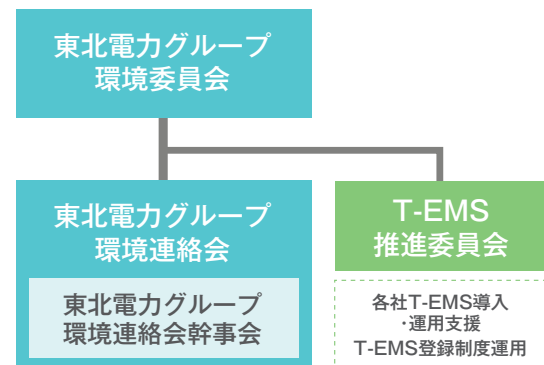 東北電力グループ
環境委員会
東北電力グループ
環境連絡会
東北電力グループ
環境連絡会幹事会
T-EMS
推進委員会
各社T-EMS導入
・運用支援
T-EMS登録制度運用